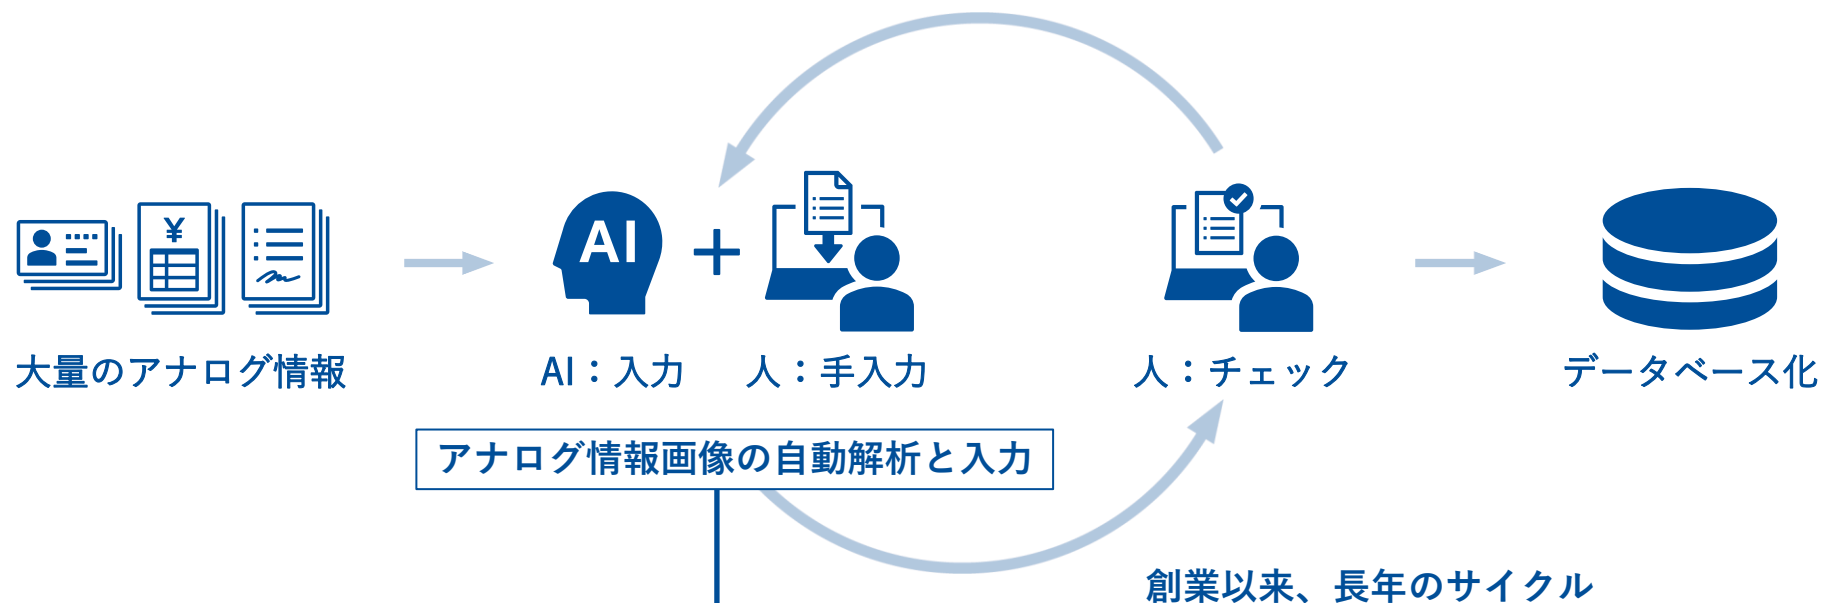 ¥
AI
大量のアナログ情報
AI：入力
人：手入力
人：チェック
データベース化
アナログ情報画像の自動解析と入力
創業以来、長年のサイクル